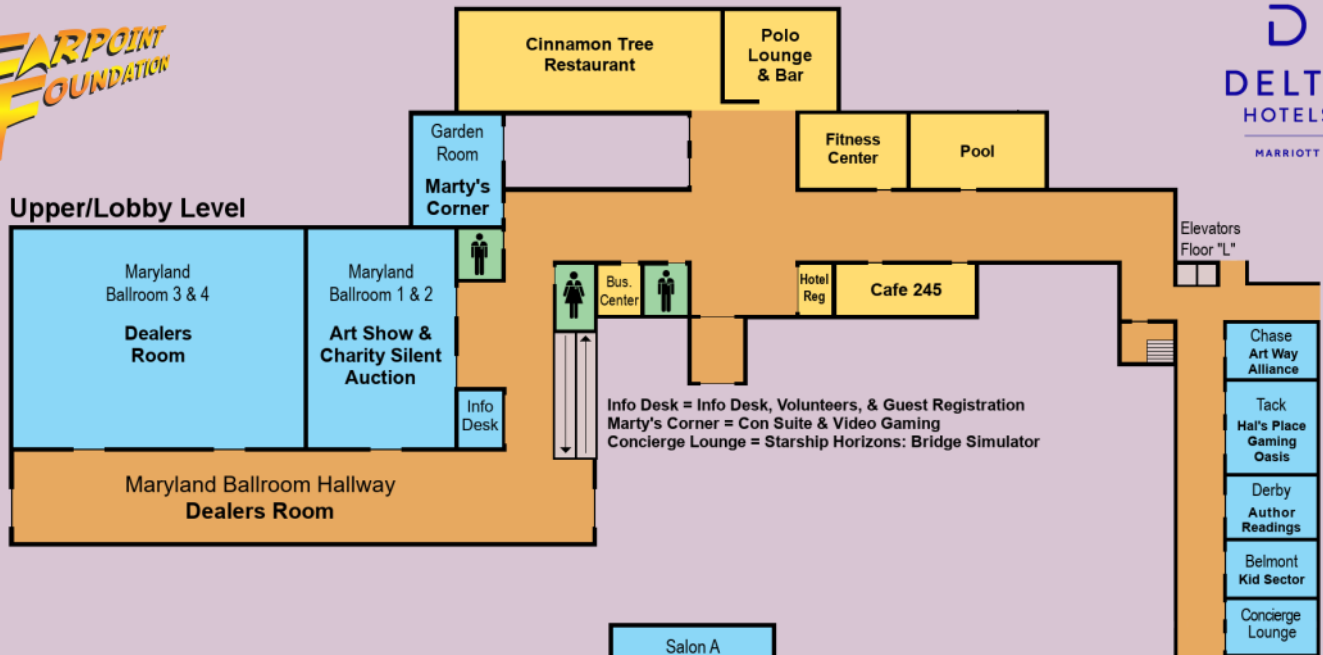 FARPOINT
FOUNDATION
Cinnamon Tree
Restaurant
Polo
Lounge
& Bar
DELT
HOTELS
MARRIOTT
Garden
Room
Marty's
Corner
Fitness
Center
Pool
Upper/Lobby Level
Elevators
Floor "L"
Maryland
Ballroom 3 & 4
Dealers
Room
Maryland
Ballroom 1 & 2
Art Show &
Charity Silent
Auction
Bus.
Center
Hotel
Reg
Cafe 245
Info
Desk
Chase
Art Way
Alliance
Tack
Hal's Place
Gaming
Oasis
Derby
Author
Readings
Belmont
Kid Sector
Concierge
Lounge
Info Desk = Info Desk, Volunteers, & Guest Registration
Marty's Corner = Con Suite & Video Gaming
Concierge Lounge = Starship Horizons: Bridge Simulator
Maryland Ballroom Hallway
Dealers Room
Salon A